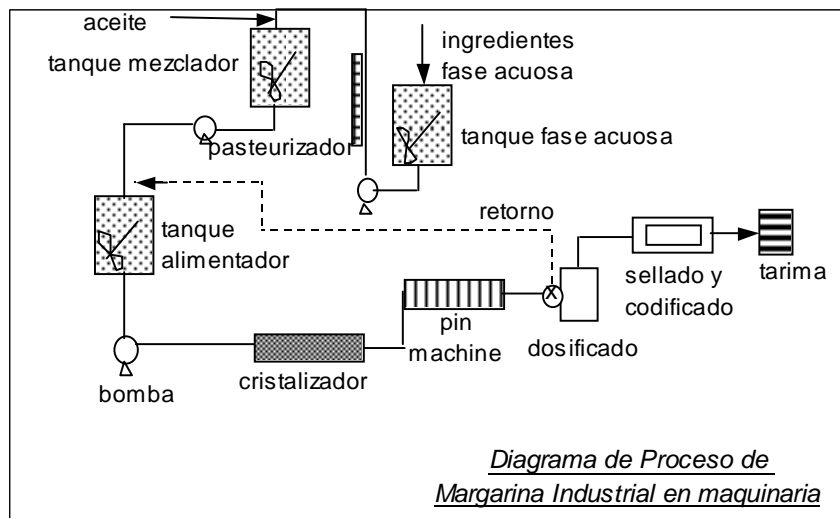 aceite
tanque mezclador
ingredientes
fase acuosa
pasteurizador
tanque fase acuosa
tanque
alimentador
retorno
sellado y
codificado
tarima
pin
machine
dosificado
X
cristalizador
bomba
Diagrama de Proceso de
Margarina Industrial en maquinaria